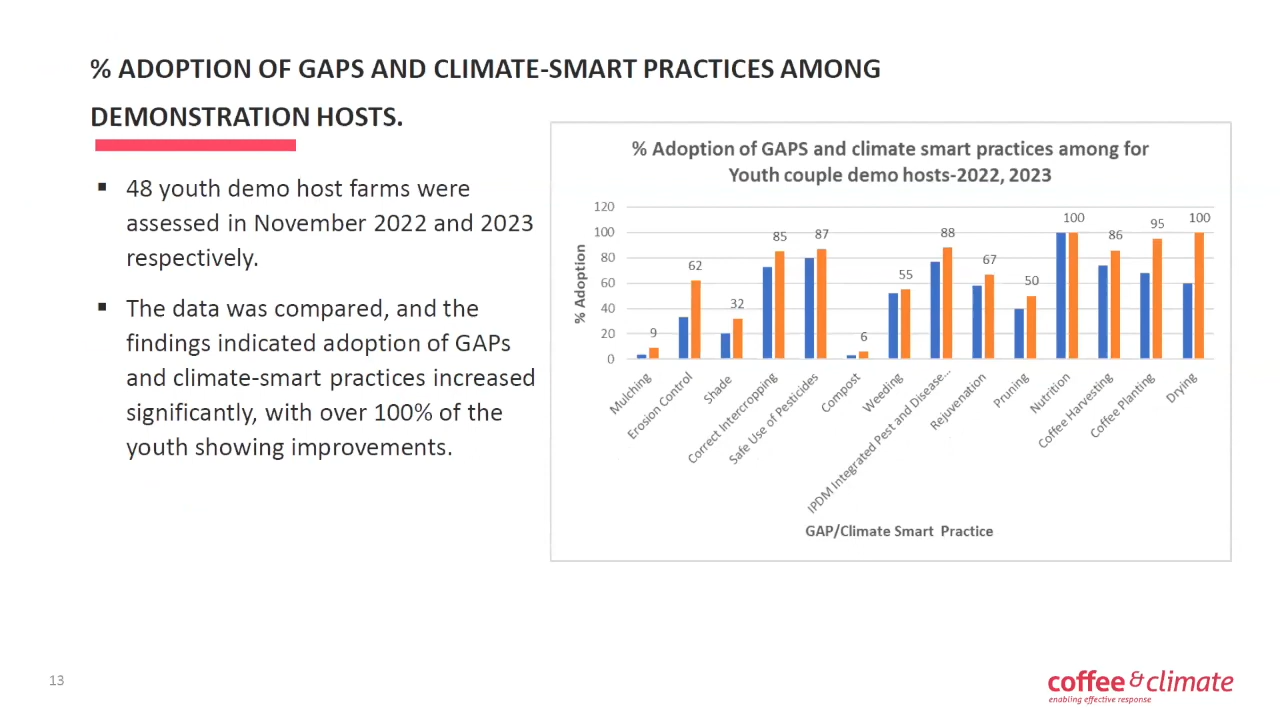 % ADOPTION OF GAPS AND CLIMATE-SMART PRACTICES AMONG
DEMONSTRATION HOSTS.
▪ 48 youth demo host farms were
assessed in November 2022 and 2023
respectively.
▪ The data was compared, and the
findings indicated adoption of GAPs
and climate-smart practices increased
significantly, with over 100% of the
youth showing improvements.
% Adoption of GAPS and climate smart practices among for
Youth couple demo hosts-2022, 2023
% Adoption
120
100
80
60
40
20
0
9
62
32
85
87
6
55
88
67
50
100
86
95
100
Mulching
Erosion Control
Shade
Correct Intercropping
Safe Use of Pesticides
Compost
Weeding
IPDM Integrated Pest and Disease...
Rejuvenation
Pruning
Nutrition
Coffee Harvesting
Coffee Planting
Drying
GAP/Climate Smart Practice
13
coffee & climate
enabling effective response